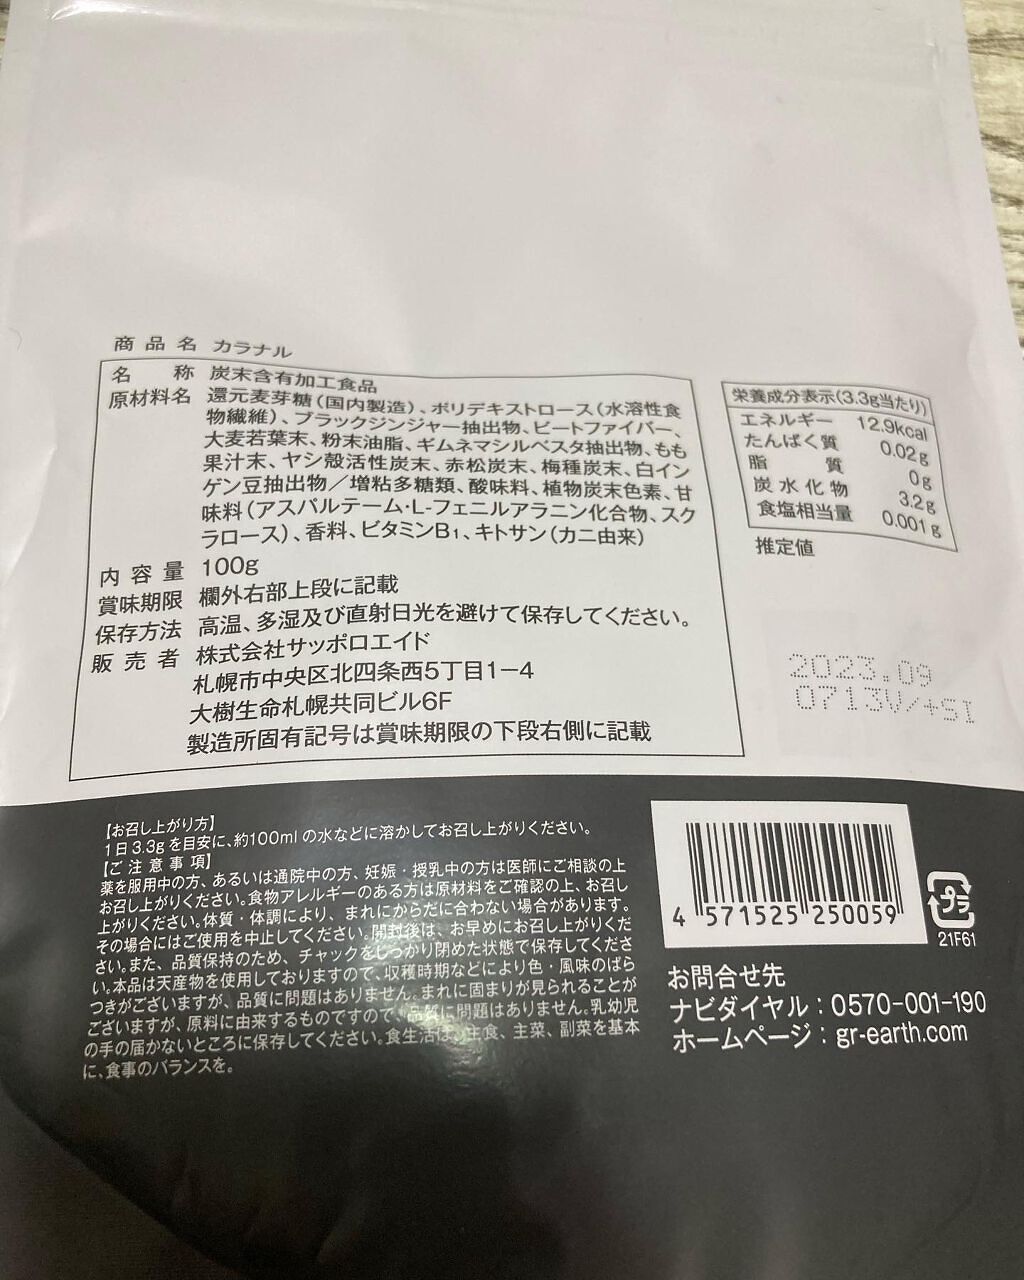 商品名 カラナル
名称 炭末含有加工食品
原材料名 還元麦芽糖(国内製造)、ポリデキストロース(水溶性食
物繊維)、ブラックジンジャー抽出物、ビートファイバー、
大麦若葉末、粉末油脂、ギムネマシルベスタ抽出物、もも
果汁末、ヤシ殻活性炭末、赤松炭末、梅種炭末、白イン
ゲン豆抽出物/増粘多糖類、酸味料、植物炭末色素、甘
味料(アスパルテーム・L-フェニルアラニン化合物、スク
ラロース)、香料、ビタミンB1、キトサン(カニ由来)
内容量 100g
賞味期限 欄外右部上段に記載
保存方法 高温、多湿及び直射日光を避けて保存してください。
販売者 株式会社サッポロエイド
札幌市中央区北四条西5丁目1-4
大樹生命札幌共同ビル6F
製造所固有記号は賞味期限の下段右側に記載
栄養成分表示(3.3g当たり)
エネルギー 12.9kcal
たんぱく質 0.02g
脂質 0g
炭水化物 3.2g
食塩相当量 0.001g
推定値
2023.09
0713V/+SI
【お召し上がり方】
1日3.3gを目安に、約100mlの水などに溶かしてお召し上がりください。
【ご注意事項】
薬を服用中の方、あるいは通院中の方、妊娠・授乳中の方は医師にご相談の上
お召し上がりください。食物アレルギーのある方は原材料をご確認の上、お召し
上がりください。体質・体調により、まれにからだに合わない場合があります。
その場合にはご使用を中止してください。開封後は、お早めにお召し上がりくだ
さい。また、品質保持のため、チャックをしっかり閉めた状態で保存してくださ
い。本品は天産物を使用しておりますので、収穫時期などにより色・風味のばら
つきがございますが、品質に問題はありません。まれに固まりが見られることが
ございますが、原料に由来するものですので、品質に問題はありません。乳幼児
の手の届かないところに保存してください。食生活は、主食、主菜、副菜を基本
に、食事のバランスを。
4 571525 250059
プラ
21F61
お問合せ先
ナビダイヤル:0570-001-190
ホームページ:gr-earth.com